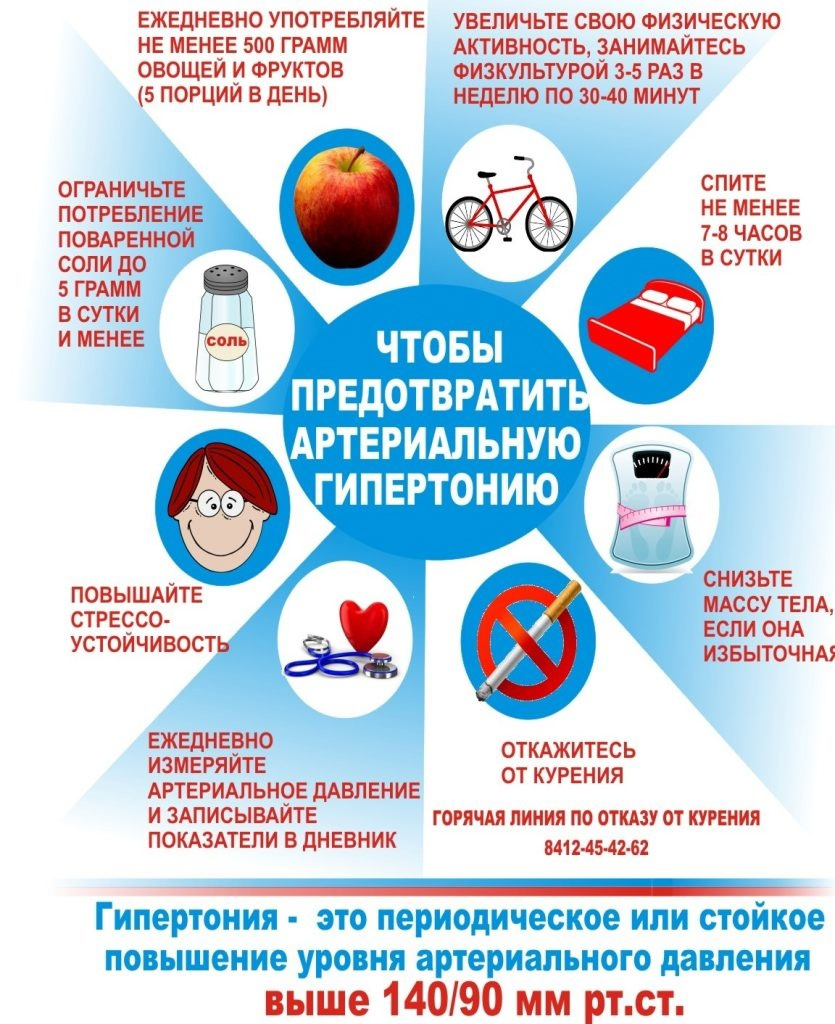 ЕЖЕДНЕВНО УПОТРЕБЛЯЙТЕ
НЕ МЕНЕЕ 500 ГРАММ
ОВОЩЕЙ И ФРУКТОВ
(5 ПОРЦИЙ В ДЕНЬ)
УВЕЛИЧЬТЕ СВОЮ ФИЗИЧЕСКУЮ
АКТИВНОСТЬ, ЗАНИМАЙТЕСЬ
ФИЗКУЛЬТУРОЙ 3-5 РАЗ В
НЕДЕЛЮ ПО 30-40 МИНУТ
ОГРАНИЧЬТЕ
ПОТРЕБЛЕНИЕ
ПОВАРЕННОЙ
СОЛИ ДО
5 ГРАММ
В СУТКИ
И МЕНЕЕ
СОЛЬ
СПИТЕ
НЕ МЕНЕЕ
7-8 ЧАСОВ
В СУТКИ
ЧТОБЫ
ПРЕДОТВРАТИТЬ
АРТЕРИАЛЬНУЮ
ГИПЕРТОНИЮ
ПОВЫШАЙТЕ
СТРЕССО-
УСТОЙЧИВОСТЬ
СНИЗЬТЕ
МАССУ ТЕЛА,
ЕСЛИ ОНА
ИЗБЫТОЧНАЯ
ЕЖЕДНЕВНО
ИЗМЕРЯЙТЕ
АРТЕРИАЛЬНОЕ ДАВЛЕНИЕ
И ЗАПИСЫВАЙТЕ
ПОКАЗАТЕЛИ В ДНЕВНИК
ОТКАЖИТЕСЬ
ОТ КУРЕНИЯ
ГОРЯЧАЯ ЛИНИЯ ПО ОТКАЗУ ОТ КУРЕНИЯ
8412-45-42-62
Гипертония - это периодическое или стойкое
повышение уровня артериального давления
выше 140/90 мм рт.ст.